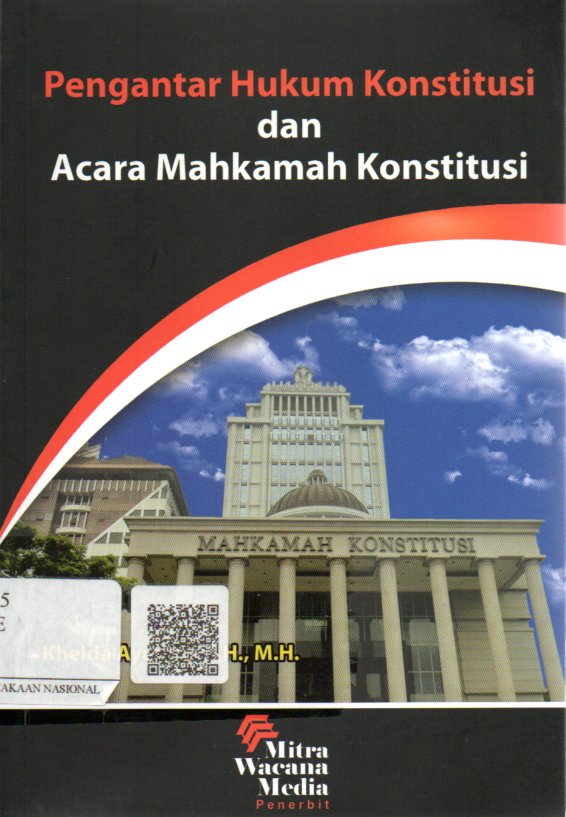 Pengantar Hukum Konstitusi
dan
Acara Mahkamah Konstitusi
MAHKAMAH KONSTITUSI
5
E
Khelda H., M.H.
AKAAN NASIONAL
Mitra
Wacana
Media
Penerbit